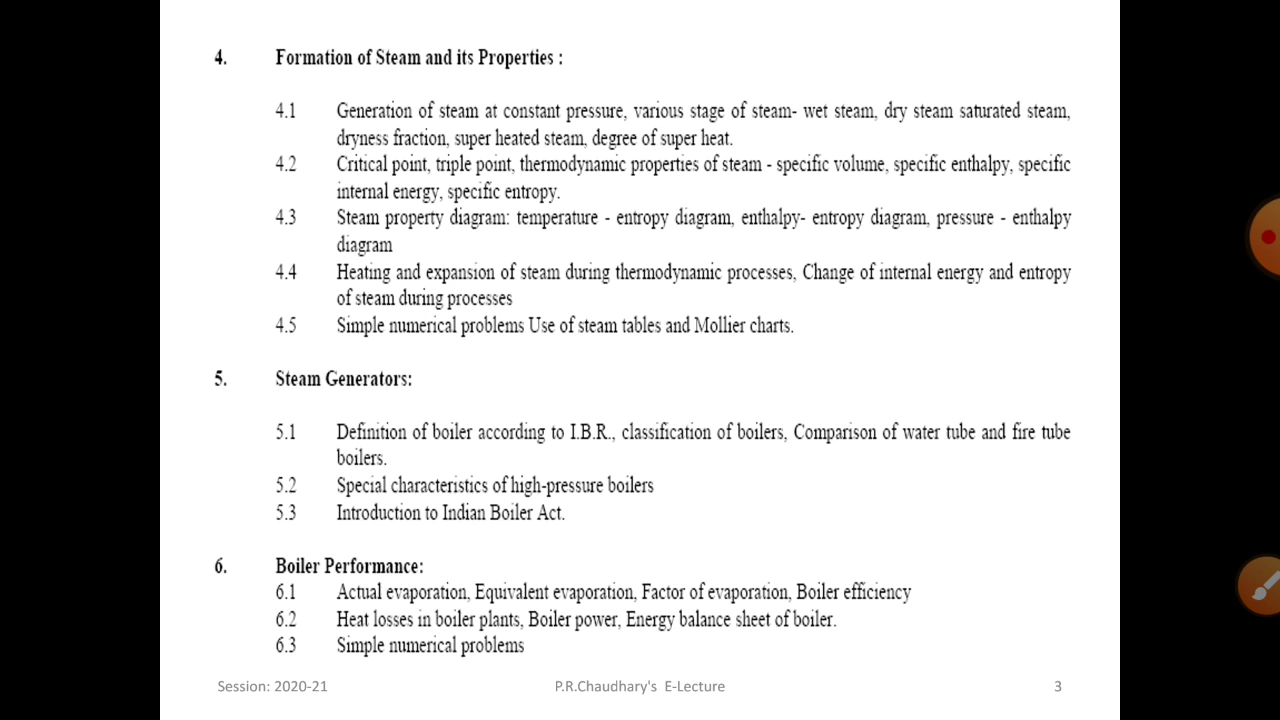 4. Formation of Steam and its Properties :
4.1 Generation of steam at constant pressure, various stage of steam- wet steam, dry steam saturated steam,
dryness fraction, super heated steam, degree of super heat.
4.2 Critical point, triple point, thermodynamic properties of steam - specific volume, specific enthalpy, specific
internal energy, specific entropy.
4.3 Steam property diagram: temperature - entropy diagram, enthalpy- entropy diagram, pressure - enthalpy
diagram
4.4 Heating and expansion of steam during thermodynamic processes, Change of internal energy and entropy
of steam during processes
4.5 Simple numerical problems Use of steam tables and Mollier charts.
5. Steam Generators:
5.1 Definition of boiler according to I.B.R., classification of boilers, Comparison of water tube and fire tube
boilers.
5.2 Special characteristics of high-pressure boilers
5.3 Introduction to Indian Boiler Act.
6. Boiler Performance:
6.1 Actual evaporation, Equivalent evaporation, Factor of evaporation, Boiler efficiency
6.2 Heat losses in boiler plants, Boiler power, Energy balance sheet of boiler.
6.3 Simple numerical problems
Session: 2020-21 P.R.Chaudhary's E-Lecture 3